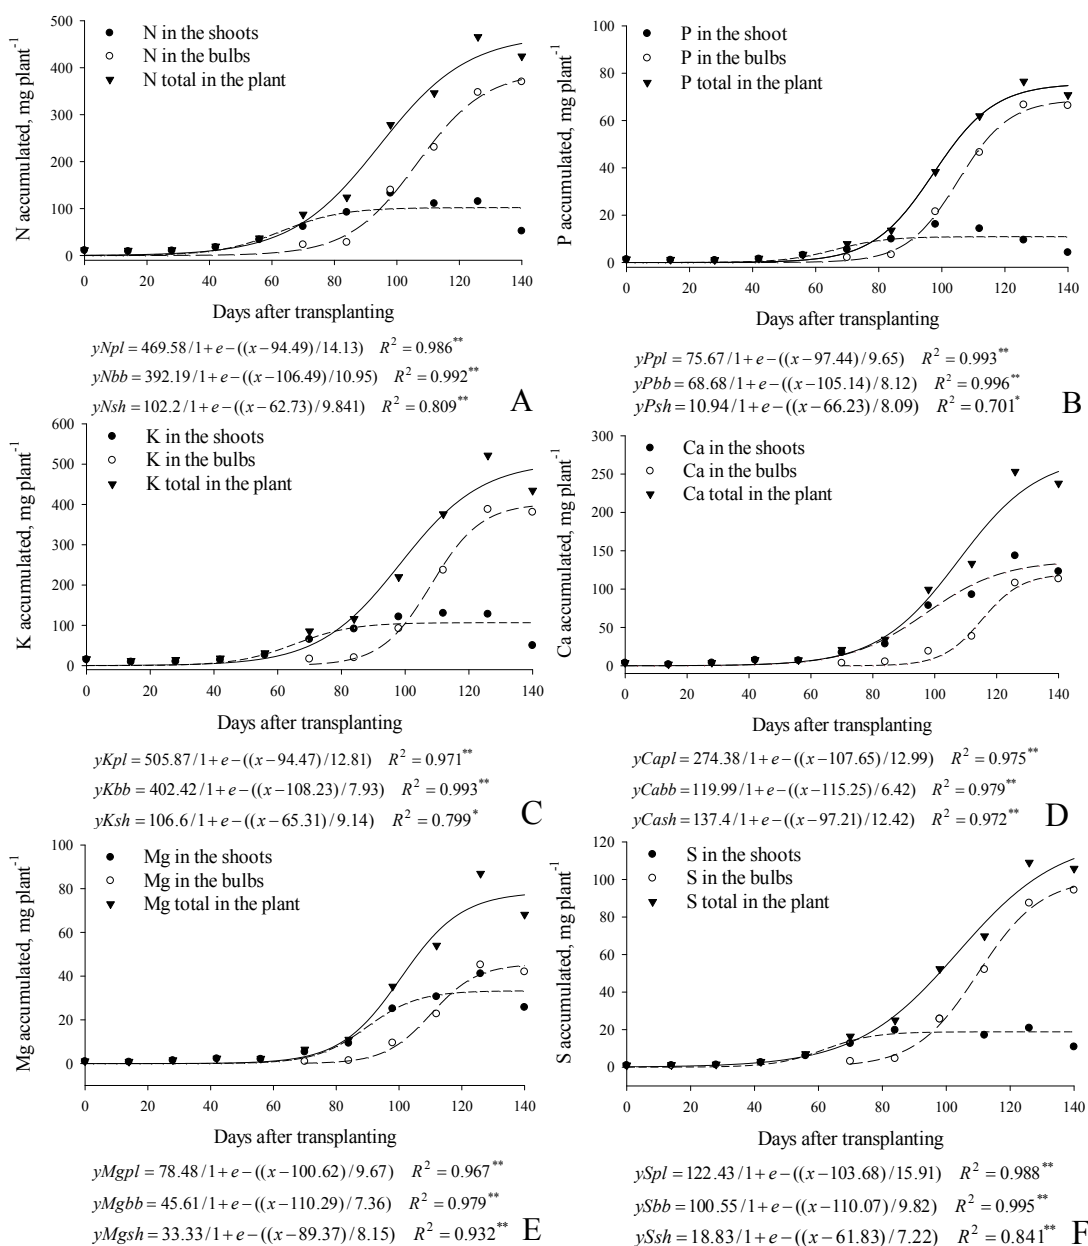 N accumulated, mg plant-1
500
400
300
200
100
0
N in the shoots
N in the bulbs
N total in the plant
0 20 40 60 80 100 120 140
Days after transplanting
yNpl = 469.58/1+e−((x−94.49)/14.13) R² = 0.986**
yNbb = 392.19/1+e−((x−106.49)/10.95) R² = 0.992**
yNsh = 102.2/1+e−((x−62.73)/9.841) R² = 0.809**
A
P accumulated, mg plant-1
100
80
60
40
20
0
P in the shoot
P in the bulbs
P total in the plant
0 20 40 60 80 100 120 140
Days after transplanting
yPpl = 75.67/1+e−((x−97.44)/9.65) R² = 0.993**
yPbb = 68.68/1+e−((x−105.14)/8.12) R² = 0.996**
yPsh = 10.94/1+e−((x−66.23)/8.09) R² = 0.701*
B
K accumulated, mg plant-1
600
500
400
300
200
100
0
K in the shoots
K in the bulbs
K total in the plant
0 20 40 60 80 100 120 140
Days after transplanting
yKpl = 505.87/1+e−((x−94.47)/12.81) R² = 0.971**
yKbb = 402.42/1+e−((x−108.23)/7.93) R² = 0.993**
yKsh = 106.6/1+e−((x−65.31)/9.14) R² = 0.799*
C
Ca accumulated, mg plant-1
300
250
200
150
100
50
0
Ca in the shoots
Ca in the bulbs
Ca total in the plant
0 20 40 60 80 100 120 140
Days after transplanting
yCapl = 274.38/1+e−((x−107.65)/12.99) R² = 0.975**
yCabb = 119.99/1+e−((x−115.25)/6.42) R² = 0.979**
yCash = 137.4/1+e−((x−97.21)/12.42) R² = 0.972**
D
Mg accumulated, mg plant-1
100
80
60
40
20
0
Mg in the shoots
Mg in the bulbs
Mg total in the plant
0 20 40 60 80 100 120 140
Days after transplanting
yMgpl = 78.48/1+e−((x−100.62)/9.67) R² = 0.967**
yMgbb = 45.61/1+e−((x−110.29)/7.36) R² = 0.979**
yMgsh = 33.33/1+e−((x−89.37)/8.15) R² = 0.932**
E
S accumulated, mg plant-1
120
100
80
60
40
20
0
S in the shoots
S in the bulbs
S total in the plant
0 20 40 60 80 100 120 140
Days after transplanting
ySpl = 122.43/1+e−((x−103.68)/15.91) R² = 0.988**
ySbb = 100.55/1+e−((x−110.07)/9.82) R² = 0.995**
ySsh = 18.83/1+e−((x−61.83)/7.22) R² = 0.841**
F